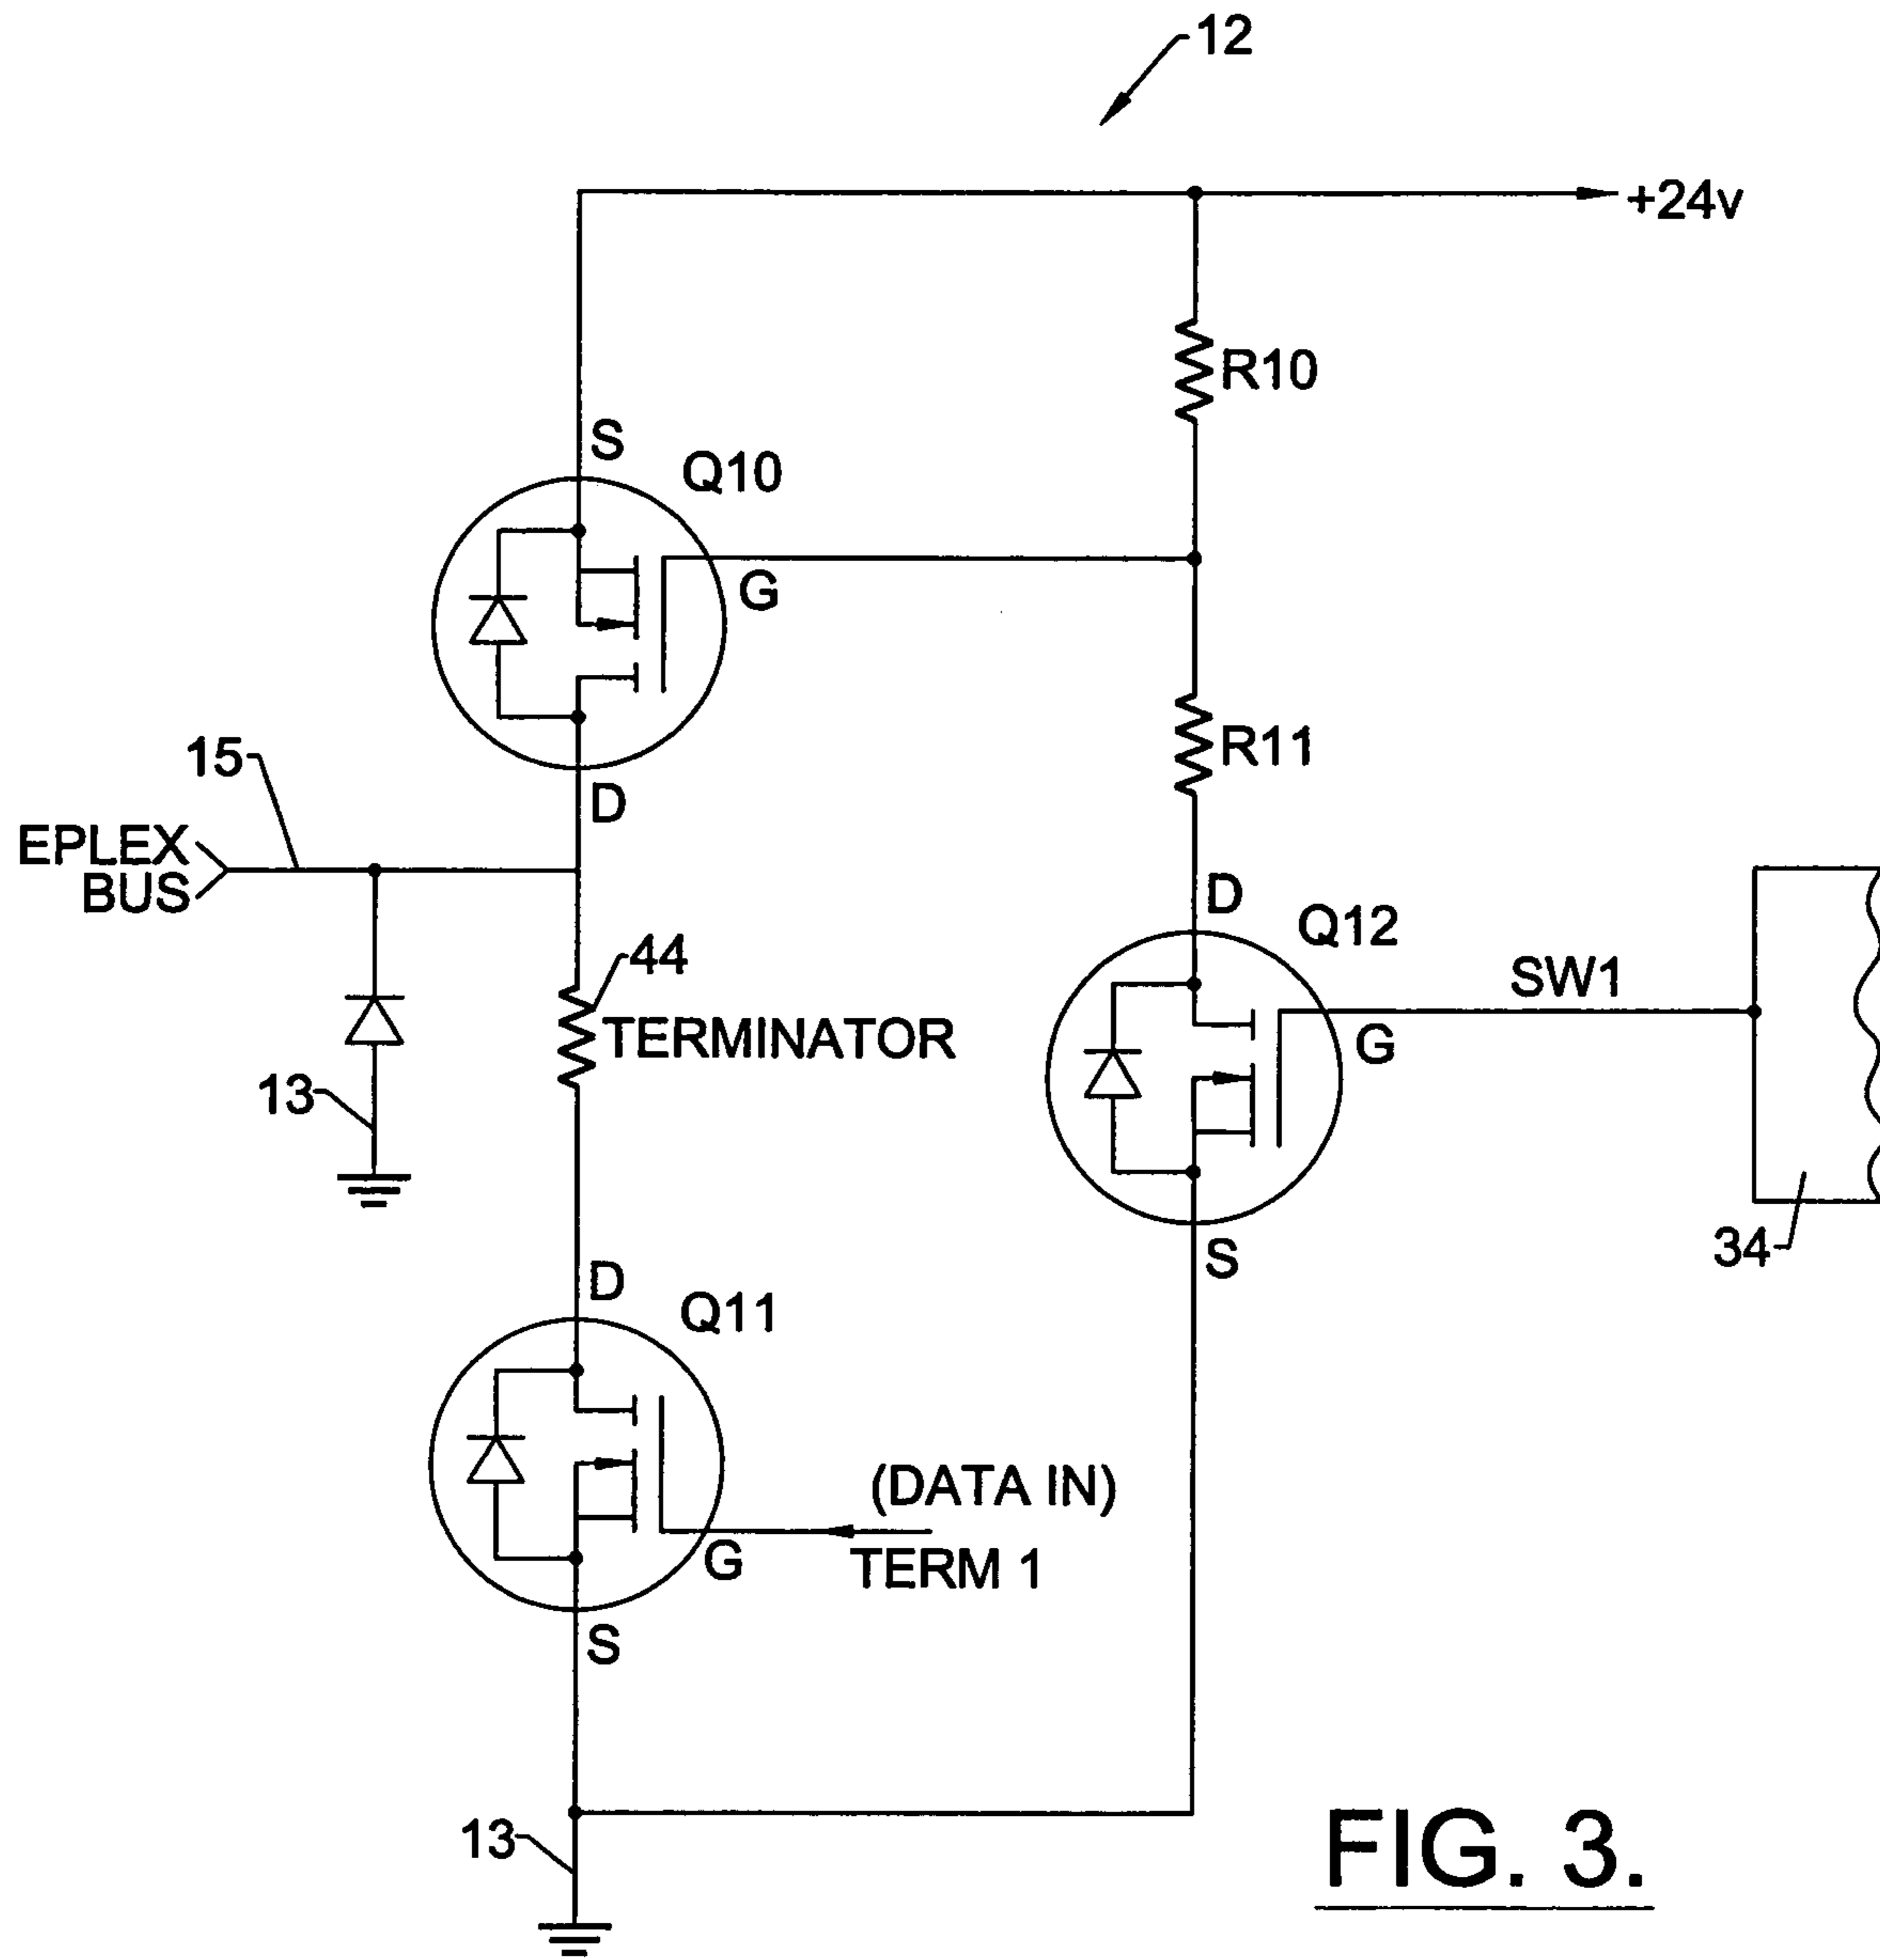 12
+24v
R10
S
Q10
G
15
R11
D
EPLEX
BUS
D
Q12
44
SW1
TERMINATOR
G
13
34
S
D
Q11
(DATA IN)
G
TERM 1
S
13
FIG. 3.